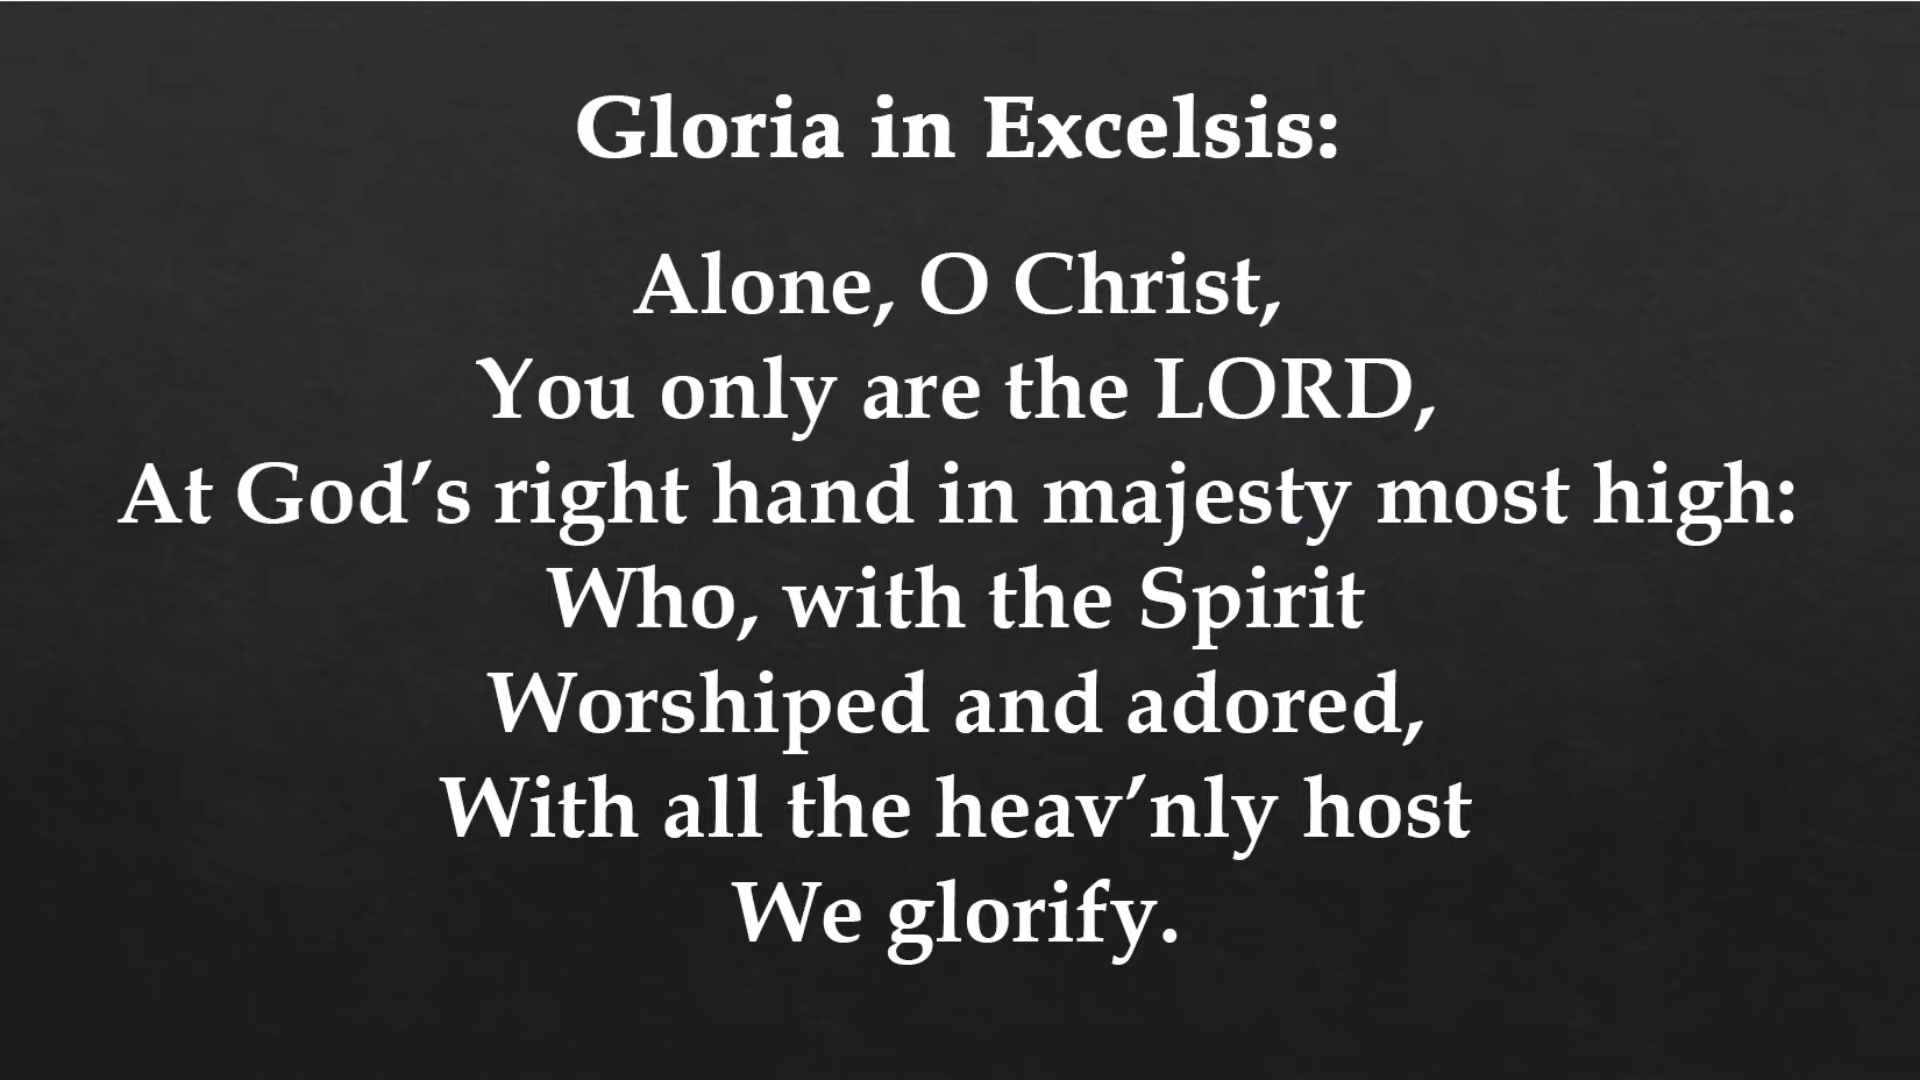 Gloria in Excelsis:
Alone, O Christ,
You only are the LORD,
At God’s right hand in majesty most high:
Who, with the Spirit
Worshiped and adored,
With all the heav’nly host
We glorify.